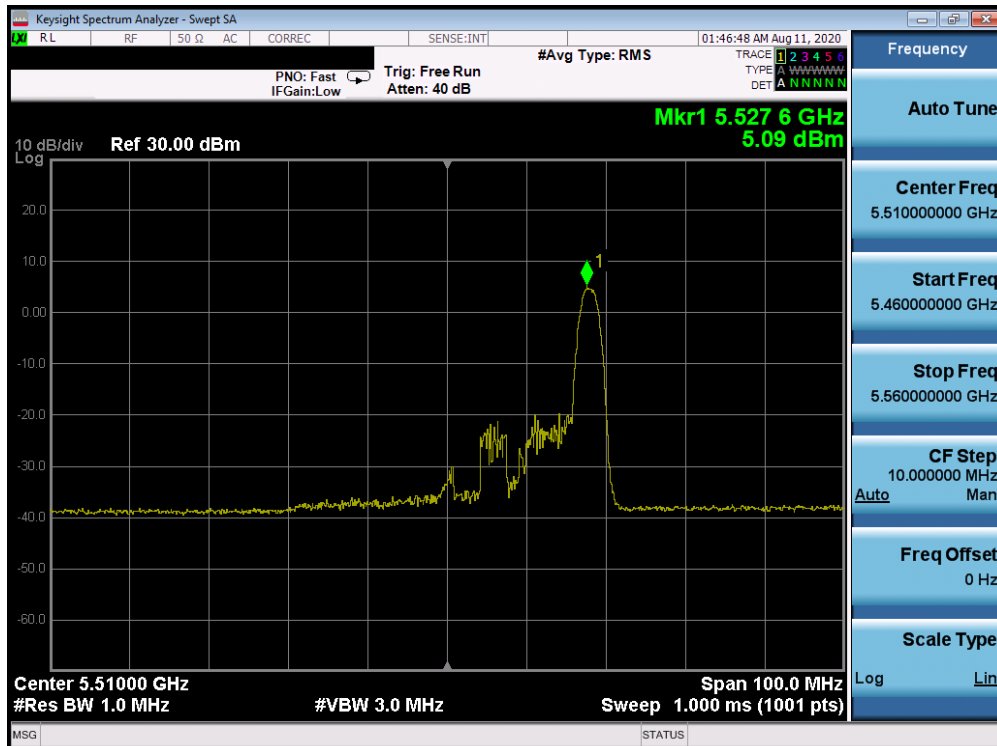 Keysight Spectrum Analyzer - Swept SA
LXI RL RF 50 Ω AC CORREC SENSE:INT 01:46:48 AM Aug 11, 2020
#Avg Type: RMS
TRACE 1 2 3 4 5 6
TYPE A WWWWW
DET A N N N N N
PNO: Fast Trig: Free Run
IFGain:Low Atten: 40 dB
Mkr1 5.527 6 GHz
5.09 dBm
10 dB/div Ref 30.00 dBm
Log
20.0
10.0
1
0.00
-10.0
-20.0
-30.0
-40.0
-50.0
-60.0
Center 5.51000 GHz Span 100.0 MHz
#Res BW 1.0 MHz #VBW 3.0 MHz Sweep 1.000 ms (1001 pts)
MSG STATUS
Frequency
Auto Tune
Center Freq
5.510000000 GHz
Start Freq
5.460000000 GHz
Stop Freq
5.560000000 GHz
CF Step
10.000000 MHz
Auto Man
Freq Offset
0 Hz
Scale Type
Log Lin